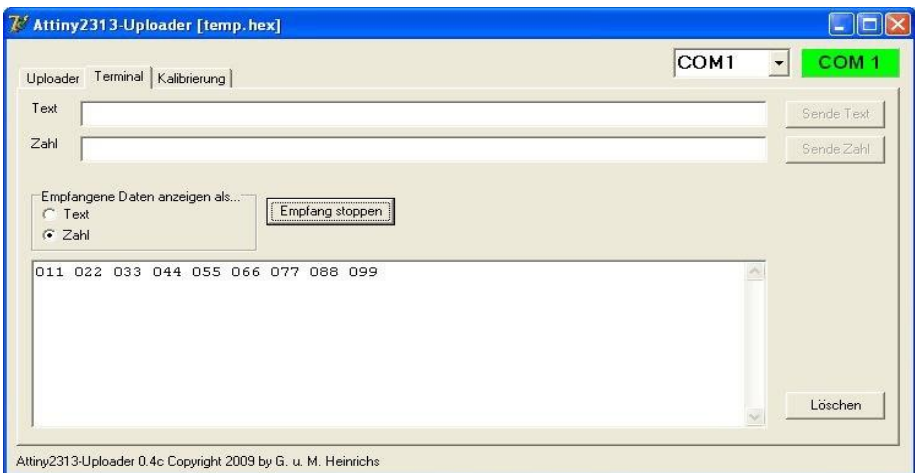 Attiny2313-Uploader [temp.hex]
COM1 COM 1
Uploader Terminal Kalibrierung
Text Sende Text
Zahl Sende Zahl
Empfangene Daten anzeigen als...
Text
Empfang stoppen
Zahl
011 022 033 044 055 066 077 088 099
Löschen
Attiny2313-Uploader 0.4c Copyright 2009 by G. u. M. Heinrichs